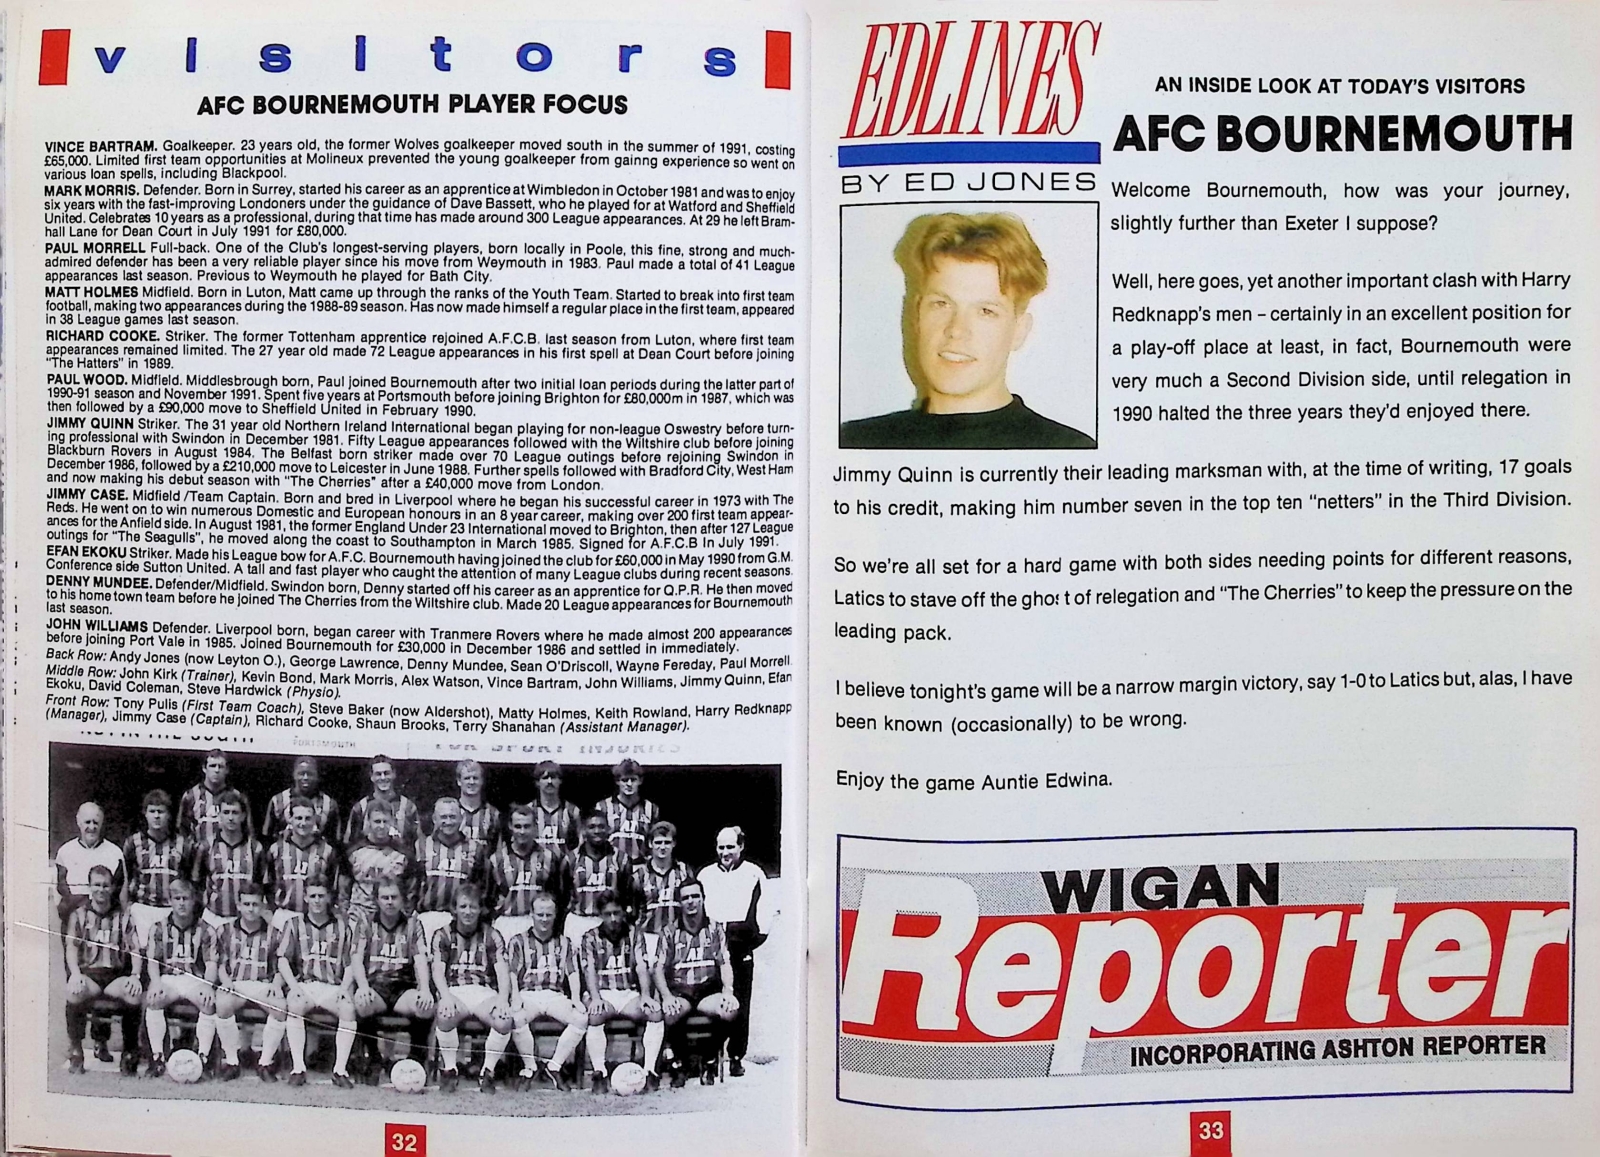 visitors
AFC BOURNEMOUTH PLAYER FOCUS
VINCE BARTRAM. Goalkeeper. 23 years old, the former Wolves goalkeeper moved south in the summer of 1991, costing
£65,000. Limited first team opportunities at Molineux prevented the young goalkeeper from gainng experience so went on
various loan spells, including Blackpool.
MARK MORRIS. Defender. Born in Surrey, started his career as an apprentice at Wimbledon in October 1981 and was to enjoy
six years with the fast-improving Londoners under the guidance of Dave Bassett, who he played for at Watford and Sheffield
United. Celebrates 10 years as a professional, during that time has made around 300 League appearances. At 29 he left Bram-
hall Lane for Dean Court in July 1991 for £80,000.
PAUL MORRELL Full-back. One of the Club's longest-serving players, born locally in Poole, this fine, strong and much-
admired defender has been a very reliable player since his move from Weymouth in 1983. Paul made a total of 41 League
appearances last season. Previous to Weymouth he played for Bath City.
MATT HOLMES Midfield. Born in Luton, Matt came up through the ranks of the Youth Team. Started to break into first team
football, making two appearances during the 1988-89 season. Has now made himself a regular place in the first team, appeared
in 38 League games last season.
RICHARD COOKE. Striker. The former Tottenham apprentice rejoined A.F.C.B. last season from Luton, where first team
appearances remained limited. The 27 year old made 72 League appearances in his first spell at Dean Court before joining
"The Hatters" in 1989.
PAUL WOOD. Midfield. Middlesbrough born, Paul joined Bournemouth after two initial loan periods during the latter part of
1990-91 season and November 1991. Spent five years at Portsmouth before joining Brighton for £80,000m in 1987, which was
then followed by a £90,000 move to Sheffield United in February 1990.
JIMMY QUINN Striker. The 31 year old Northern Ireland International began playing for non-league Oswestry before turn-
ing professional with Swindon in December 1981. Fifty League appearances followed with the Wiltshire club before joining
Blackburn Rovers in August 1984. The Belfast born striker made over 70 League outings before rejoining Swindon in
December 1986, followed by a £210,000 move to Leicester in June 1988. Further spells followed with Bradford City, West Ham
and now making his debut season with "The Cherries" after a £40,000 move from London.
JIMMY CASE. Midfield /Team Captain. Born and bred in Liverpool where he began his successful career in 1973 with The
Reds. He went on to win numerous Domestic and European honours in an 8 year career, making over 200 first team appear-
ances for the Anfield side. In August 1981, the former England Under 23 International moved to Brighton, then after 127 League
outings for "The Seagulls", he moved along the coast to Southampton in March 1985. Signed for A.F.C.B In July 1991.
EFAN EKOKU Striker. Made his League bow for A.F.C. Bournemouth having joined the club for £60,000 in May 1990 from G.M.
Conference side Sutton United. A tall and fast player who caught the attention of many League clubs during recent seasons.
DENNY MUNDEE. Defender/Midfield. Swindon born, Denny started off his career as an apprentice for Q.P.R. He then moved
to his home town team before he joined The Cherries from the Wiltshire club. Made 20 League appearances for Bournemouth
last season.
JOHN WILLIAMS Defender. Liverpool born, began career with Tranmere Rovers where he made almost 200 appearances
before joining Port Vale in 1985. Joined Bournemouth for £30,000 in December 1986 and settled in immediately.
Back Row: Andy Jones (now Leyton O.), George Lawrence, Denny Mundee, Sean O'Driscoll, Wayne Fereday, Paul Morrell.
Middle Row: John Kirk (Trainer), Kevin Bond, Mark Morris, Alex Watson, Vince Bartram, John Williams, Jimmy Quinn, Efan
Ekoku, David Coleman, Steve Hardwick (Physio).
Front Row: Tony Pulis (First Team Coach), Steve Baker (now Aldershot), Matty Holmes, Keith Rowland, Harry Redknapp
(Manager), Jimmy Case (Captain), Richard Cooke, Shaun Brooks, Terry Shanahan (Assistant Manager).
PORTSMOUTH
FOR SPORT INJURIES
32
EDLINES
BY ED JONES
AN INSIDE LOOK AT TODAY'S VISITORS
AFC BOURNEMOUTH
Welcome Bournemouth, how was your journey,
slightly further than Exeter I suppose?
Well, here goes, yet another important clash with Harry
Redknapp's men – certainly in an excellent position for
a play-off place at least, in fact, Bournemouth were
very much a Second Division side, until relegation in
1990 halted the three years they'd enjoyed there.
Jimmy Quinn is currently their leading marksman with, at the time of writing, 17 goals
to his credit, making him number seven in the top ten "netters" in the Third Division.
So we're all set for a hard game with both sides needing points for different reasons,
Latics to stave off the ghost of relegation and "The Cherries" to keep the pressure on the
leading pack.
I believe tonight's game will be a narrow margin victory, say 1-0 to Latics but, alas, I have
been known (occasionally) to be wrong.
Enjoy the game Auntie Edwina.
WIGAN
Reporter
INCORPORATING ASHTON REPORTER
33